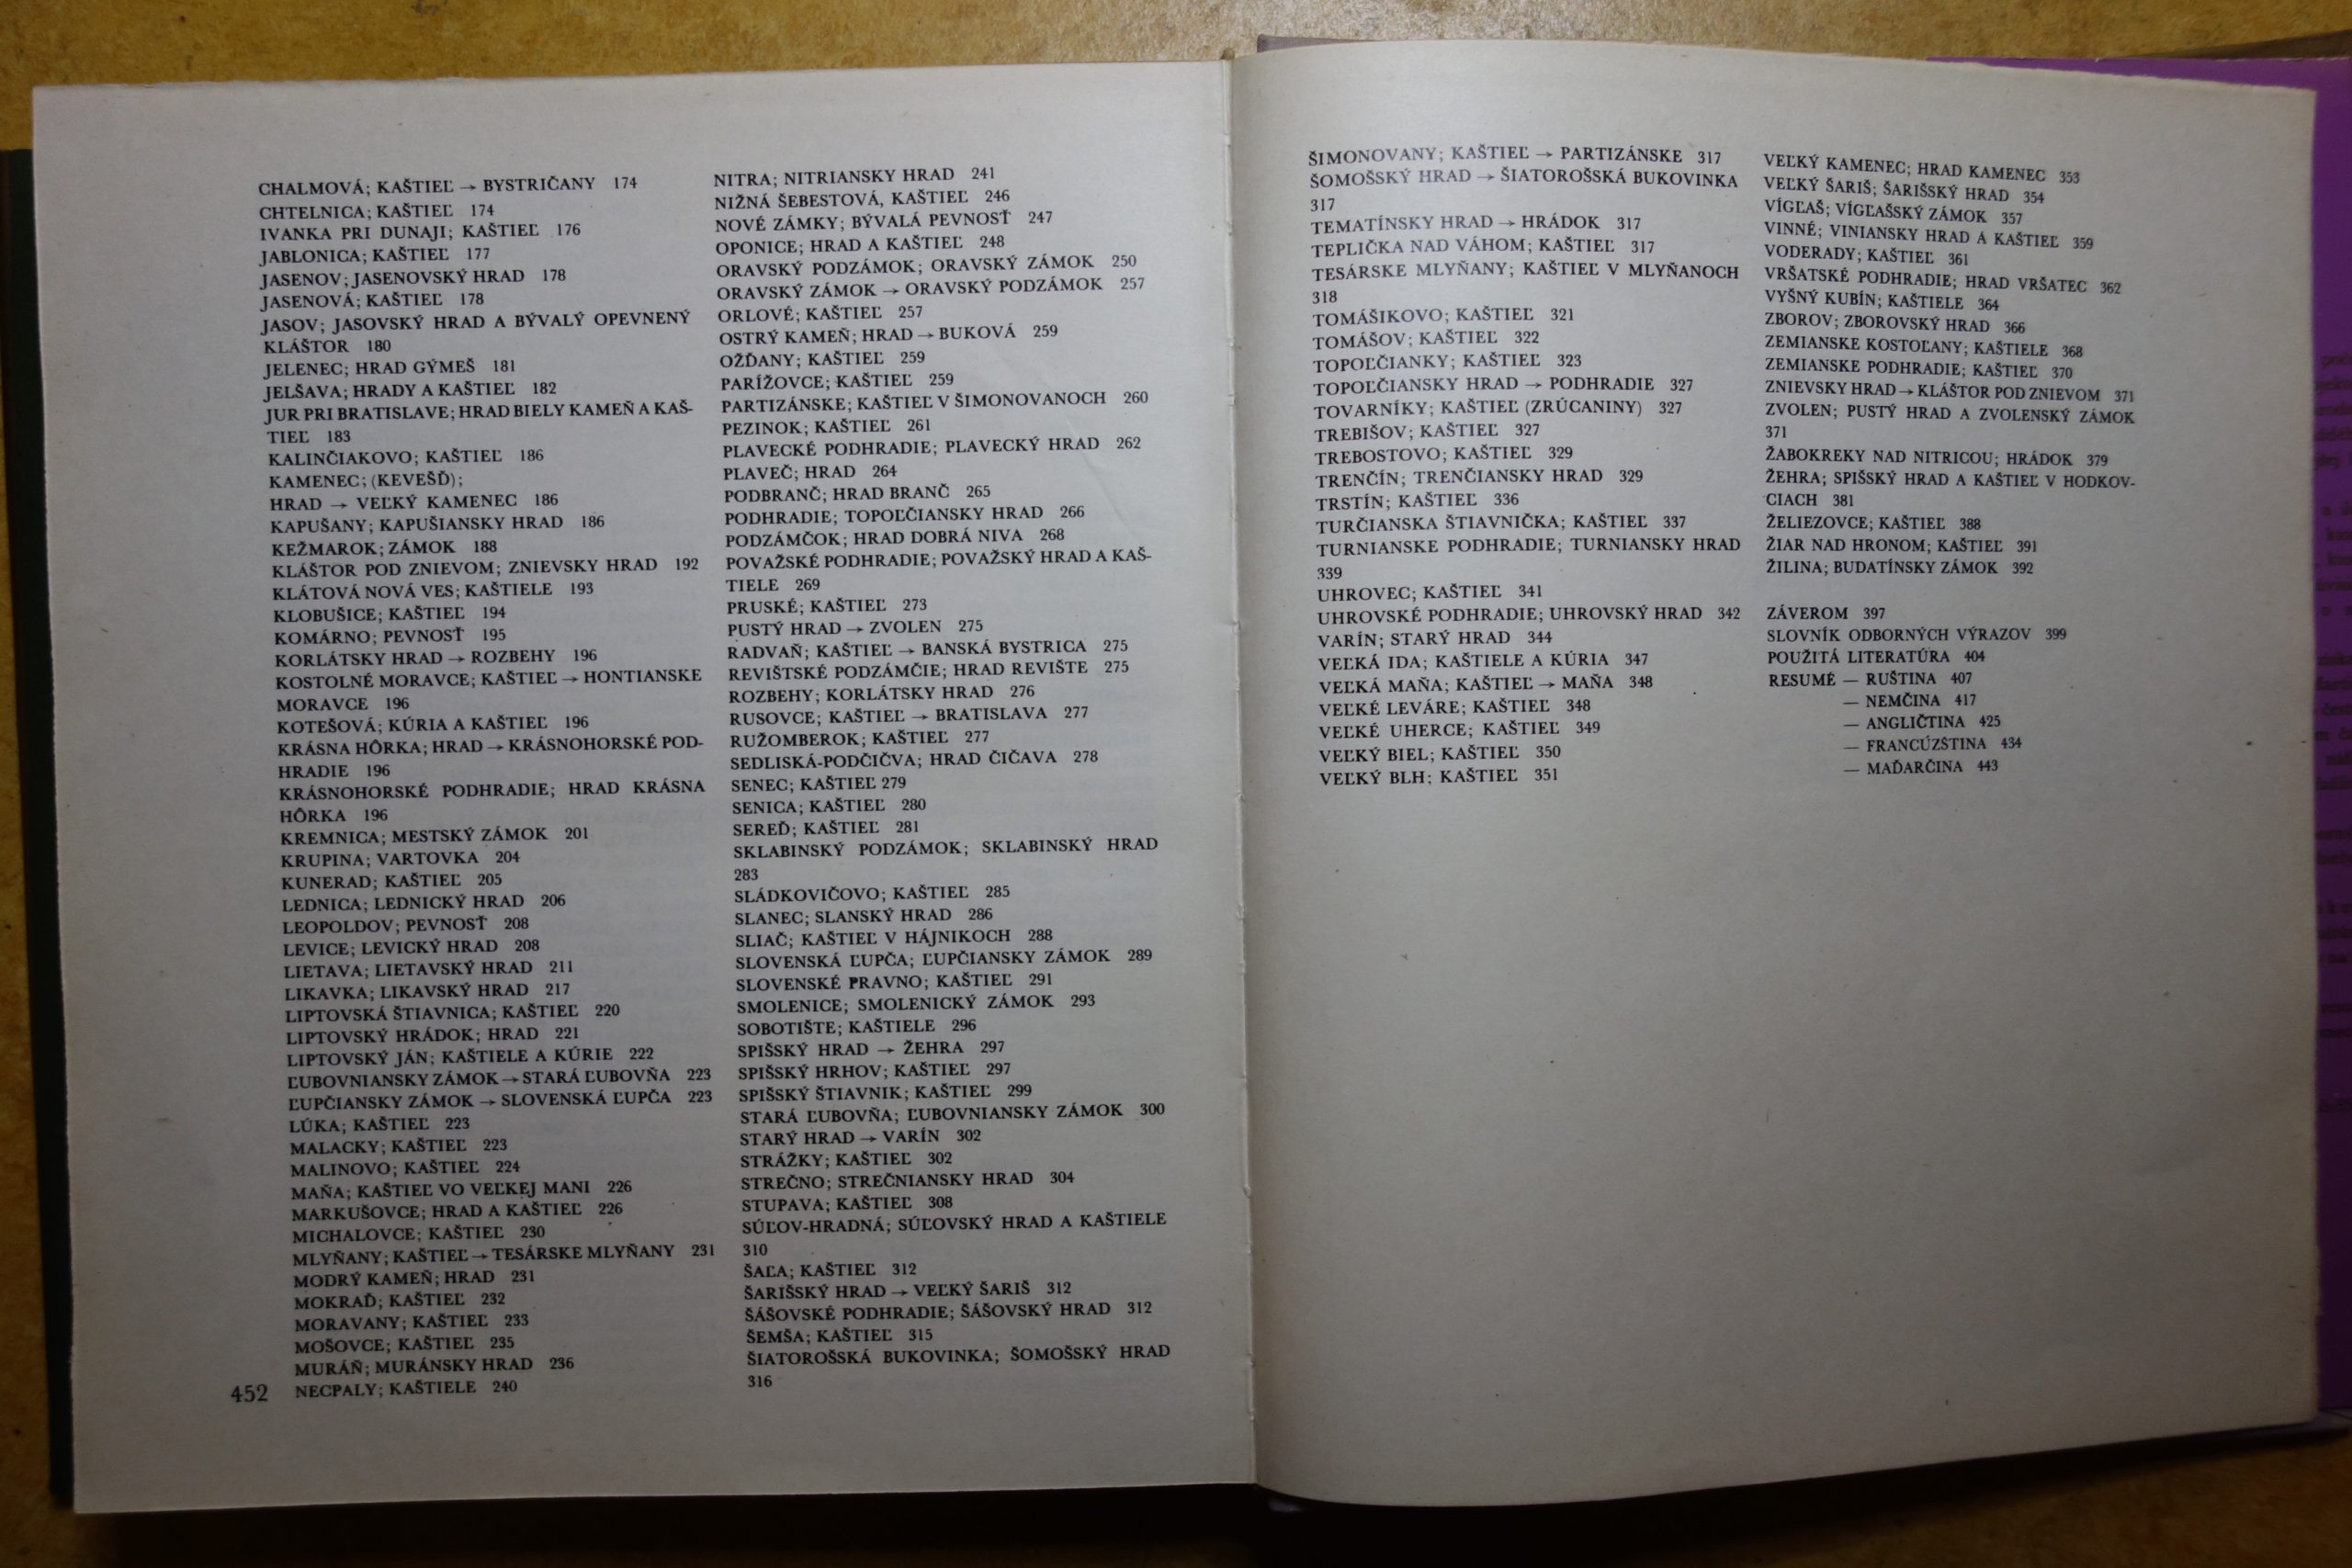 CHALMOVÁ; KAŠTIEĽ → BYSTRIČANY 174
CHTELNICA; KAŠTIEĽ 174
IVANKA PRI DUNAJI; KAŠTIEĽ 176
JABLONICA; KAŠTIEĽ 177
JASENOV; JASENOVSKÝ HRAD 178
JASENOVÁ; KAŠTIEĽ 178
JASOV; JASOVSKÝ HRAD A BÝVALÝ OPEVNENÝ
KLÁŠTOR 180
JELENEC; HRAD GÝMEŠ 181
JELŠAVA; HRADY A KAŠTIEĽ 182
JUR PRI BRATISLAVE; HRAD BIELY KAMEŇ A KAŠ-
TIEĽ 183
KALINČIAKOVO; KAŠTIEĽ 186
KAMENEC; (KEVEŠĎ);
HRAD → VEĽKÝ KAMENEC 186
KAPUŠANY; KAPUŠIANSKY HRAD 186
KEŽMAROK; ZÁMOK 188
KLÁŠTOR POD ZNIEVOM; ZNIEVSKY HRAD 192
KLÁTOVÁ NOVÁ VES; KAŠTIELE 193
KLOBUŠICE; KAŠTIEĽ 194
KOMÁRNO; PEVNOSŤ 195
KORLÁTSKY HRAD → ROZBEHY 196
KOSTOLNÉ MORAVCE; KAŠTIEĽ → HONTIANSKE
MORAVCE 196
KOTEŠOVÁ; KÚRIA A KAŠTIEĽ 196
KRÁSNA HÔRKA; HRAD → KRÁSNOHORSKÉ POD-
HRADIE 196
KRÁSNOHORSKÉ PODHRADIE; HRAD KRÁSNA
HÔRKA 196
KREMNICA; MESTSKÝ ZÁMOK 201
KRUPINA; VARTOVKA 204
KUNERAD; KAŠTIEĽ 205
LEDNICA; LEDNICKÝ HRAD 206
LEOPOLDOV; PEVNOSŤ 208
LEVICE; LEVICKÝ HRAD 208
LIETAVA; LIETAVSKÝ HRAD 211
LIKAVKA; LIKAVSKÝ HRAD 217
LIPTOVSKÁ ŠTIAVNICA; KAŠTIEĽ 220
LIPTOVSKÝ HRÁDOK; HRAD 221
LIPTOVSKÝ JÁN; KAŠTIELE A KÚRIE 222
ĽUBOVNIANSKY ZÁMOK → STARÁ ĽUBOVŇA 223
ĽUPČIANSKY ZÁMOK → SLOVENSKÁ ĽUPČA 223
LÚKA; KAŠTIEĽ 223
MALACKY; KAŠTIEĽ 223
MALINOVO; KAŠTIEĽ 224
MAŇA; KAŠTIEĽ VO VEĽKEJ MANI 226
MARKUŠOVCE; HRAD A KAŠTIEĽ 226
MICHALOVCE; KAŠTIEĽ 230
MLYŇANY; KAŠTIEĽ → TESÁRSKE MLYŇANY 231
MODRÝ KAMEŇ; HRAD 231
MOKRAĎ; KAŠTIEĽ 232
MORAVANY; KAŠTIEĽ 233
MOŠOVCE; KAŠTIEĽ 235
MURÁŇ; MURÁNSKY HRAD 236
NECPALY; KAŠTIELE 240
452
NITRA; NITRIANSKY HRAD 241
NIŽNÁ ŠEBESTOVÁ, KAŠTIEĽ 246
NOVÉ ZÁMKY; BÝVALÁ PEVNOSŤ 247
OPONICE; HRAD A KAŠTIEĽ 248
ORAVSKÝ PODZÁMOK; ORAVSKÝ ZÁMOK 250
ORAVSKÝ ZÁMOK → ORAVSKÝ PODZÁMOK 257
ORLOVÉ; KAŠTIEĽ 257
OSTRÝ KAMEŇ; HRAD → BUKOVÁ 259
OŽĎANY; KAŠTIEĽ 259
PARÍŽOVCE; KAŠTIEĽ 259
PARTIZÁNSKE; KAŠTIEĽ V ŠIMONOVANOCH 260
PEZINOK; KAŠTIEĽ 261
PLAVECKÉ PODHRADIE; PLAVECKÝ HRAD 262
PLAVEČ; HRAD 264
PODBRANČ; HRAD BRANČ 265
PODHRADIE; TOPOĽČIANSKY HRAD 266
PODZÁMČOK; HRAD DOBRÁ NIVA 268
POVAŽSKÉ PODHRADIE; POVAŽSKÝ HRAD A KAŠ-
TIELE 269
PRUSKÉ; KAŠTIEĽ 273
PUSTÝ HRAD → ZVOLEN 275
RADVAŇ; KAŠTIEĽ → BANSKÁ BYSTRICA 275
REVIŠTSKÉ PODZÁMČIE; HRAD REVIŠTE 275
ROZBEHY; KORLÁTSKY HRAD 276
RUSOVCE; KAŠTIEĽ → BRATISLAVA 277
RUŽOMBEROK; KAŠTIEĽ 277
SEDLISKÁ-PODČIČVA; HRAD ČIČAVA 278
SENEC; KAŠTIEĽ 279
SENICA; KAŠTIEĽ 280
SEREĎ; KAŠTIEĽ 281
SKLABINSKÝ PODZÁMOK; SKLABINSKÝ HRAD
283
SLÁDKOVIČOVO; KAŠTIEĽ 285
SLANEC; SLANSKÝ HRAD 286
SLIAČ; KAŠTIEĽ V HÁJNIKOCH 288
SLOVENSKÁ ĽUPČA; ĽUPČIANSKY ZÁMOK 289
SLOVENSKÉ PRAVNO; KAŠTIEĽ 291
SMOLENICE; SMOLENICKÝ ZÁMOK 293
SOBOTIŠTE; KAŠTIELE 296
SPIŠSKÝ HRAD → ŽEHRA 297
SPIŠSKÝ HRHOV; KAŠTIEĽ 297
SPIŠSKÝ ŠTIAVNIK; KAŠTIEĽ 299
STARÁ ĽUBOVŇA; ĽUBOVNIANSKY ZÁMOK 300
STARÝ HRAD → VARÍN 302
STRÁŽKY; KAŠTIEĽ 302
STREČNO; STREČNIANSKY HRAD 304
STUPAVA; KAŠTIEĽ 308
SÚĽOV-HRADNÁ; SÚĽOVSKÝ HRAD A KAŠTIELE
310
ŠAĽA; KAŠTIEĽ 312
ŠARIŠSKÝ HRAD → VEĽKÝ ŠARIŠ 312
ŠÁŠOVSKÉ PODHRADIE; ŠÁŠOVSKÝ HRAD 312
ŠEMŠA; KAŠTIEĽ 315
ŠIATOROŠSKÁ BUKOVINKA; ŠOMOŠSKÝ HRAD
316
ŠIMONOVANY; KAŠTIEĽ → PARTIZÁNSKE 317
ŠOMOŠSKÝ HRAD → ŠIATOROŠSKÁ BUKOVINKA
317
TEMATÍNSKY HRAD → HRÁDOK 317
TEPLIČKA NAD VÁHOM; KAŠTIEĽ 317
TESÁRSKE MLYŇANY; KAŠTIEĽ V MLYŇANOCH
318
TOMÁŠIKOVO; KAŠTIEĽ 321
TOMÁŠOV; KAŠTIEĽ 322
TOPOĽČIANKY; KAŠTIEĽ 323
TOPOĽČIANSKY HRAD → PODHRADIE 327
TOVARNÍKY; KAŠTIEĽ (ZRÚCANINY) 327
TREBIŠOV; KAŠTIEĽ 327
TREBOSTOVO; KAŠTIEĽ 329
TRENČÍN; TRENČIANSKY HRAD 329
TRSTÍN; KAŠTIEĽ 336
TURČIANSKA ŠTIAVNIČKA; KAŠTIEĽ 337
TURNIANSKE PODHRADIE; TURNIANSKY HRAD
339
UHROVEC; KAŠTIEĽ 341
UHROVSKÉ PODHRADIE; UHROVSKÝ HRAD 342
VARÍN; STARÝ HRAD 344
VEĽKÁ IDA; KAŠTIELE A KÚRIA 347
VEĽKÁ MAŇA; KAŠTIEĽ → MAŇA 348
VEĽKÉ LEVÁRE; KAŠTIEĽ 348
VEĽKÉ UHERCE; KAŠTIEĽ 349
VEĽKÝ BIEL; KAŠTIEĽ 350
VEĽKÝ BLH; KAŠTIEĽ 351
VEĽKÝ KAMENEC; HRAD KAMENEC 353
VEĽKÝ ŠARIŠ; ŠARIŠSKÝ HRAD 354
VÍGĽAŠ; VÍGĽAŠSKÝ ZÁMOK 357
VINNÉ; VINIANSKY HRAD A KAŠTIEĽ 359
VODERADY; KAŠTIEĽ 361
VRŠATSKÉ PODHRADIE; HRAD VRŠATEC 362
VYŠNÝ KUBÍN; KAŠTIELE 364
ZBOROV; ZBOROVSKÝ HRAD 366
ZEMIANSKE KOSTOĽANY; KAŠTIELE 368
ZEMIANSKE PODHRADIE; KAŠTIEĽ 370
ZNIEVSKY HRAD → KLÁŠTOR POD ZNIEVOM 371
ZVOLEN; PUSTÝ HRAD A ZVOLENSKÝ ZÁMOK
371
ŽABOKREKY NAD NITRICOU; HRÁDOK 379
ŽEHRA; SPIŠSKÝ HRAD A KAŠTIEĽ V HODKOV-
CIACH 381
ŽELIEZOVCE; KAŠTIEĽ 388
ŽIAR NAD HRONOM; KAŠTIEĽ 391
ŽILINA; BUDATÍNSKY ZÁMOK 392
ZÁVEROM 397
SLOVNÍK ODBORNÝCH VÝRAZOV 399
POUŽITÁ LITERATÚRA 404
RESUMÉ — RUŠTINA 407
— NEMČINA 417
— ANGLIČTINA 425
— FRANCÚZŠTINA 434
— MAĎARČINA 443